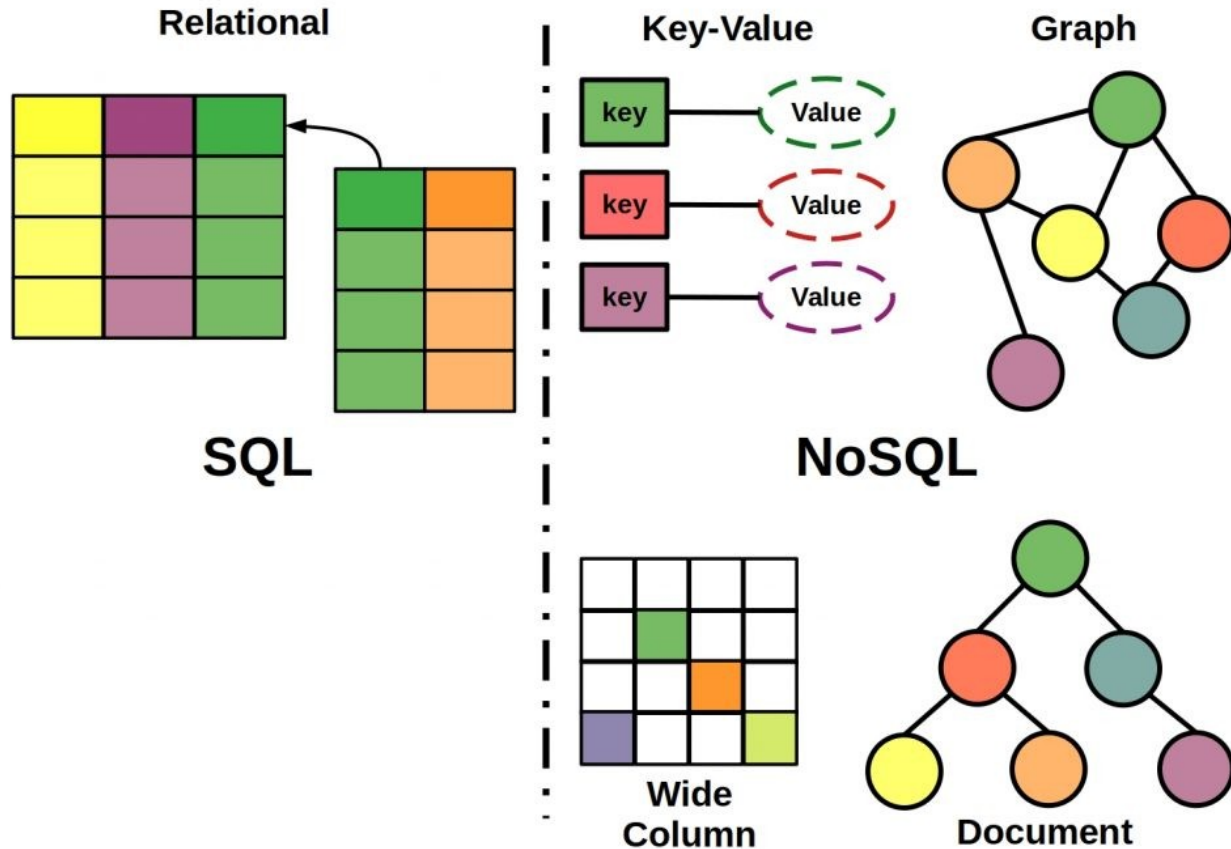 Relational
Key-Value
Graph
key
Value
key
Value
key
Value
SQL
NoSQL
Wide
Column
Document